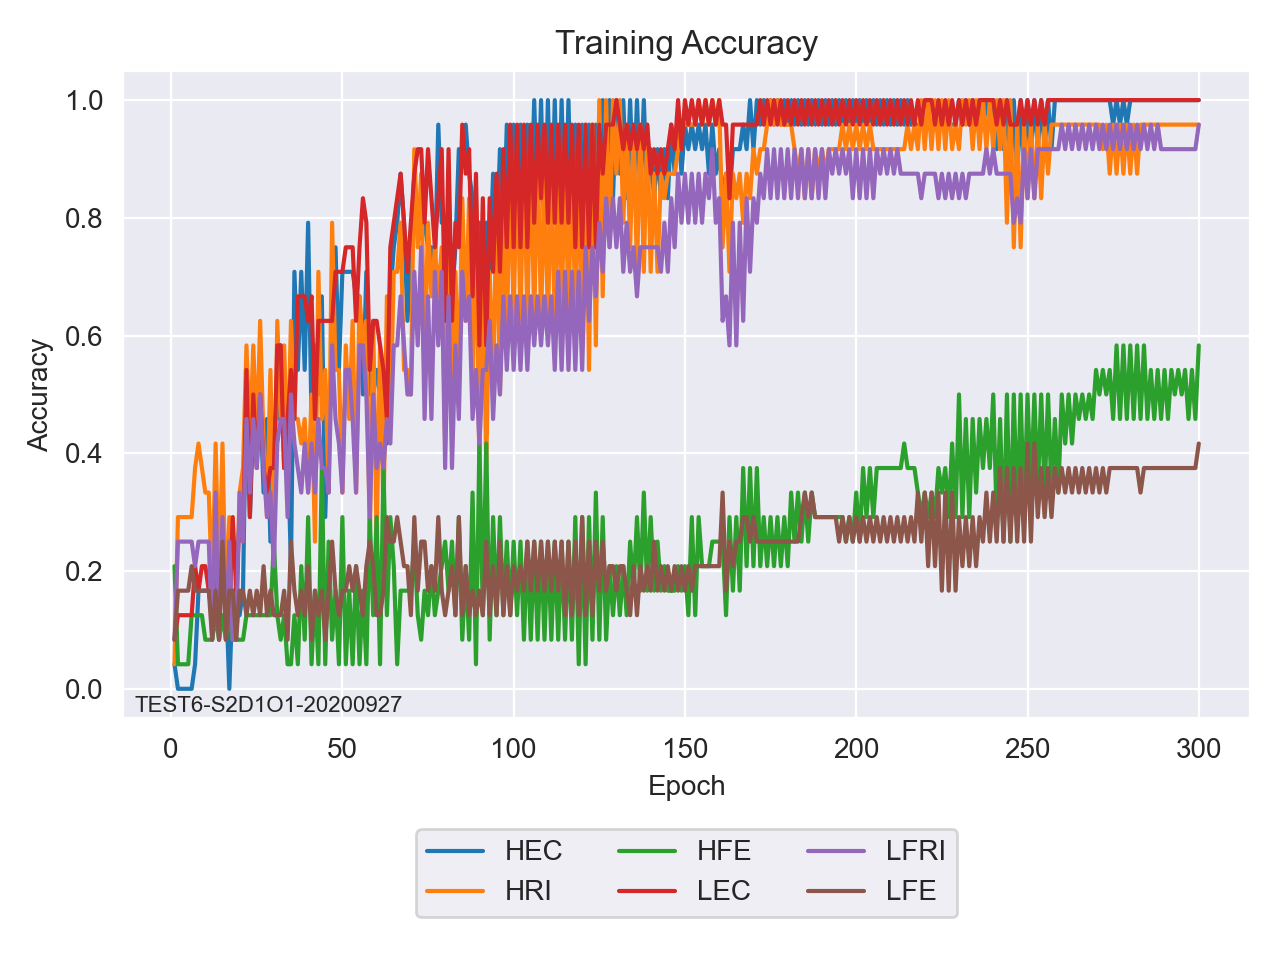 Training Accuracy
1.0
0.8
0.6
0.4
0.2
0.0
Accuracy
TEST6-S2D1O1-20200927
0 50 100 150 200 250 300
Epoch
HEC HFE LFRI
HRI LEC LFE